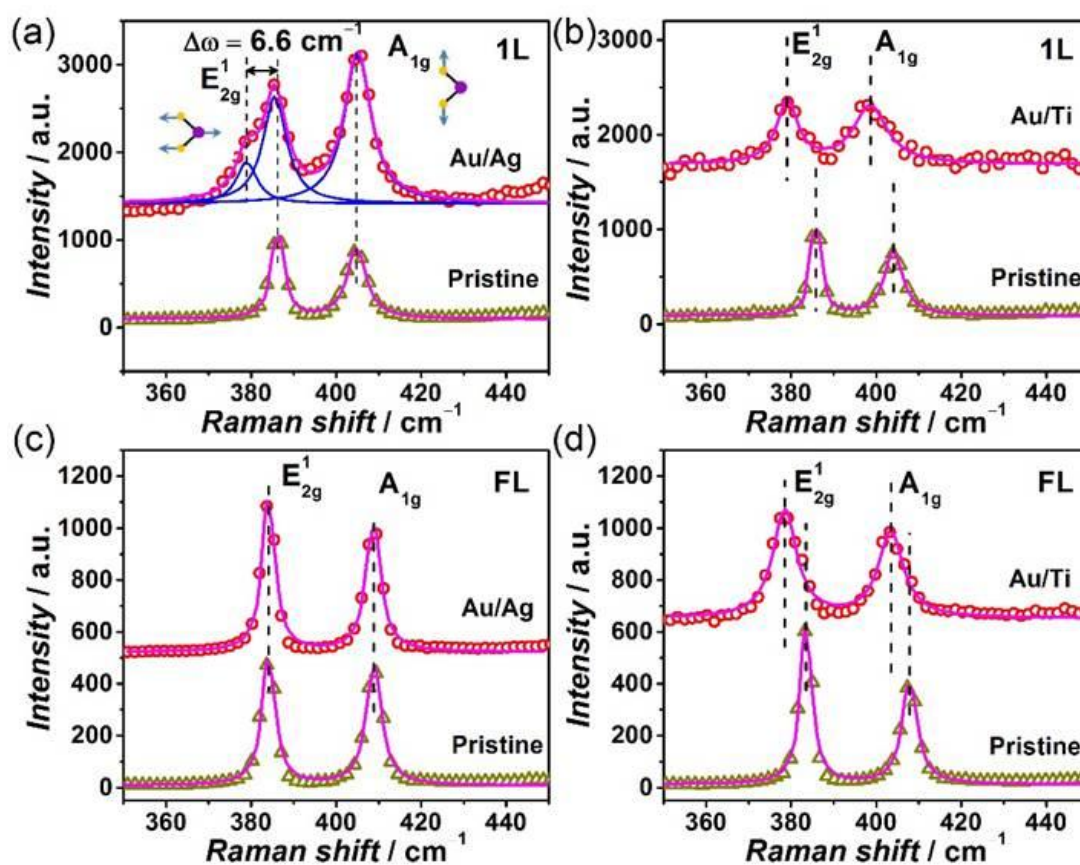 (a)
Δω = 6.6 cm⁻¹
E¹₂g
A₁g
1L
Au/Ag
Pristine
3000
2000
1000
0
Intensity / a.u.
360 380 400 420 440
Raman shift / cm⁻¹
(b)
E¹₂g
A₁g
1L
Au/Ti
Pristine
3000
2000
1000
0
Intensity / a.u.
360 380 400 420 440
Raman shift / cm⁻¹
(c)
E¹₂g
A₁g
FL
Au/Ag
Pristine
1200
1000
800
600
400
200
0
Intensity / a.u.
360 380 400 420 440
Raman shift / cm⁻¹
(d)
E¹₂g
A₁g
FL
Au/Ti
Pristine
1200
1000
800
600
400
200
0
Intensity / a.u.
360 380 400 420 440
Raman shift / cm⁻¹